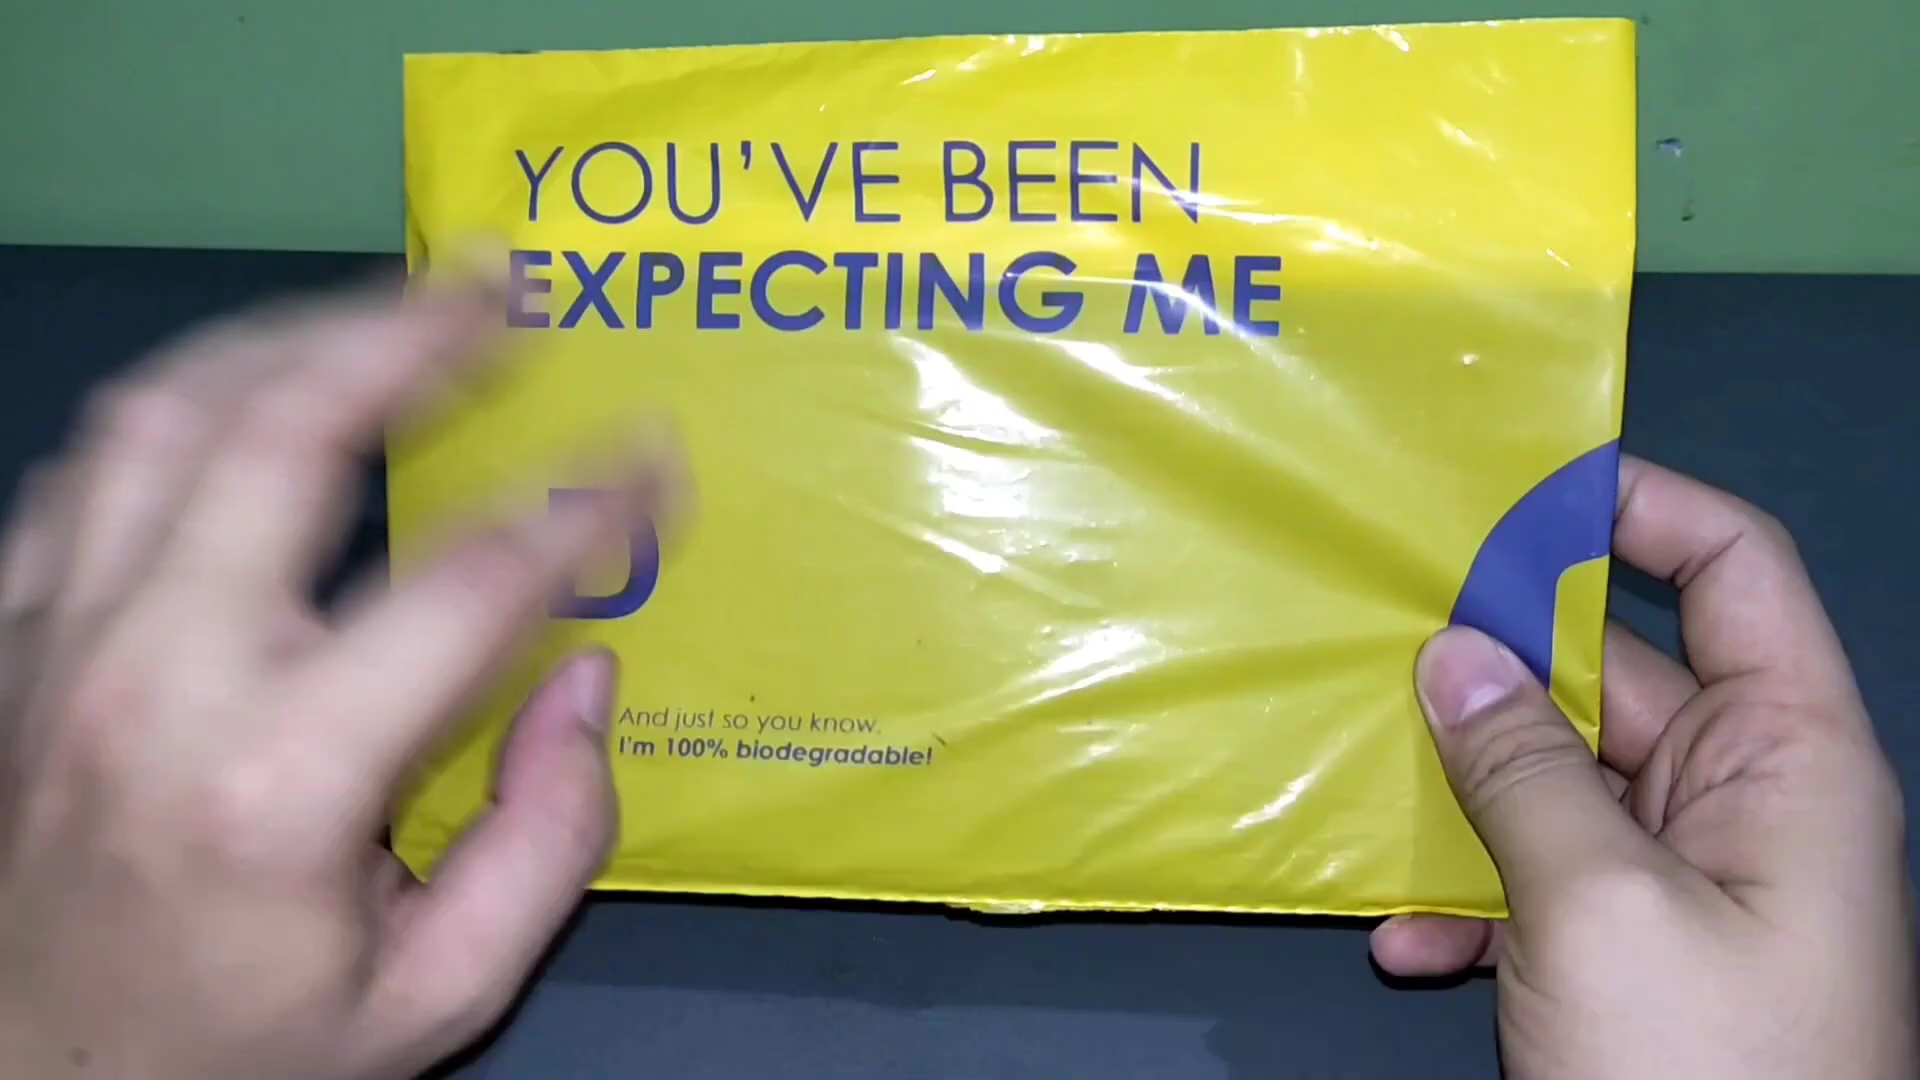 YOU'VE BEEN
EXPECTING ME
And just so you know.
I'm 100% biodegradable!